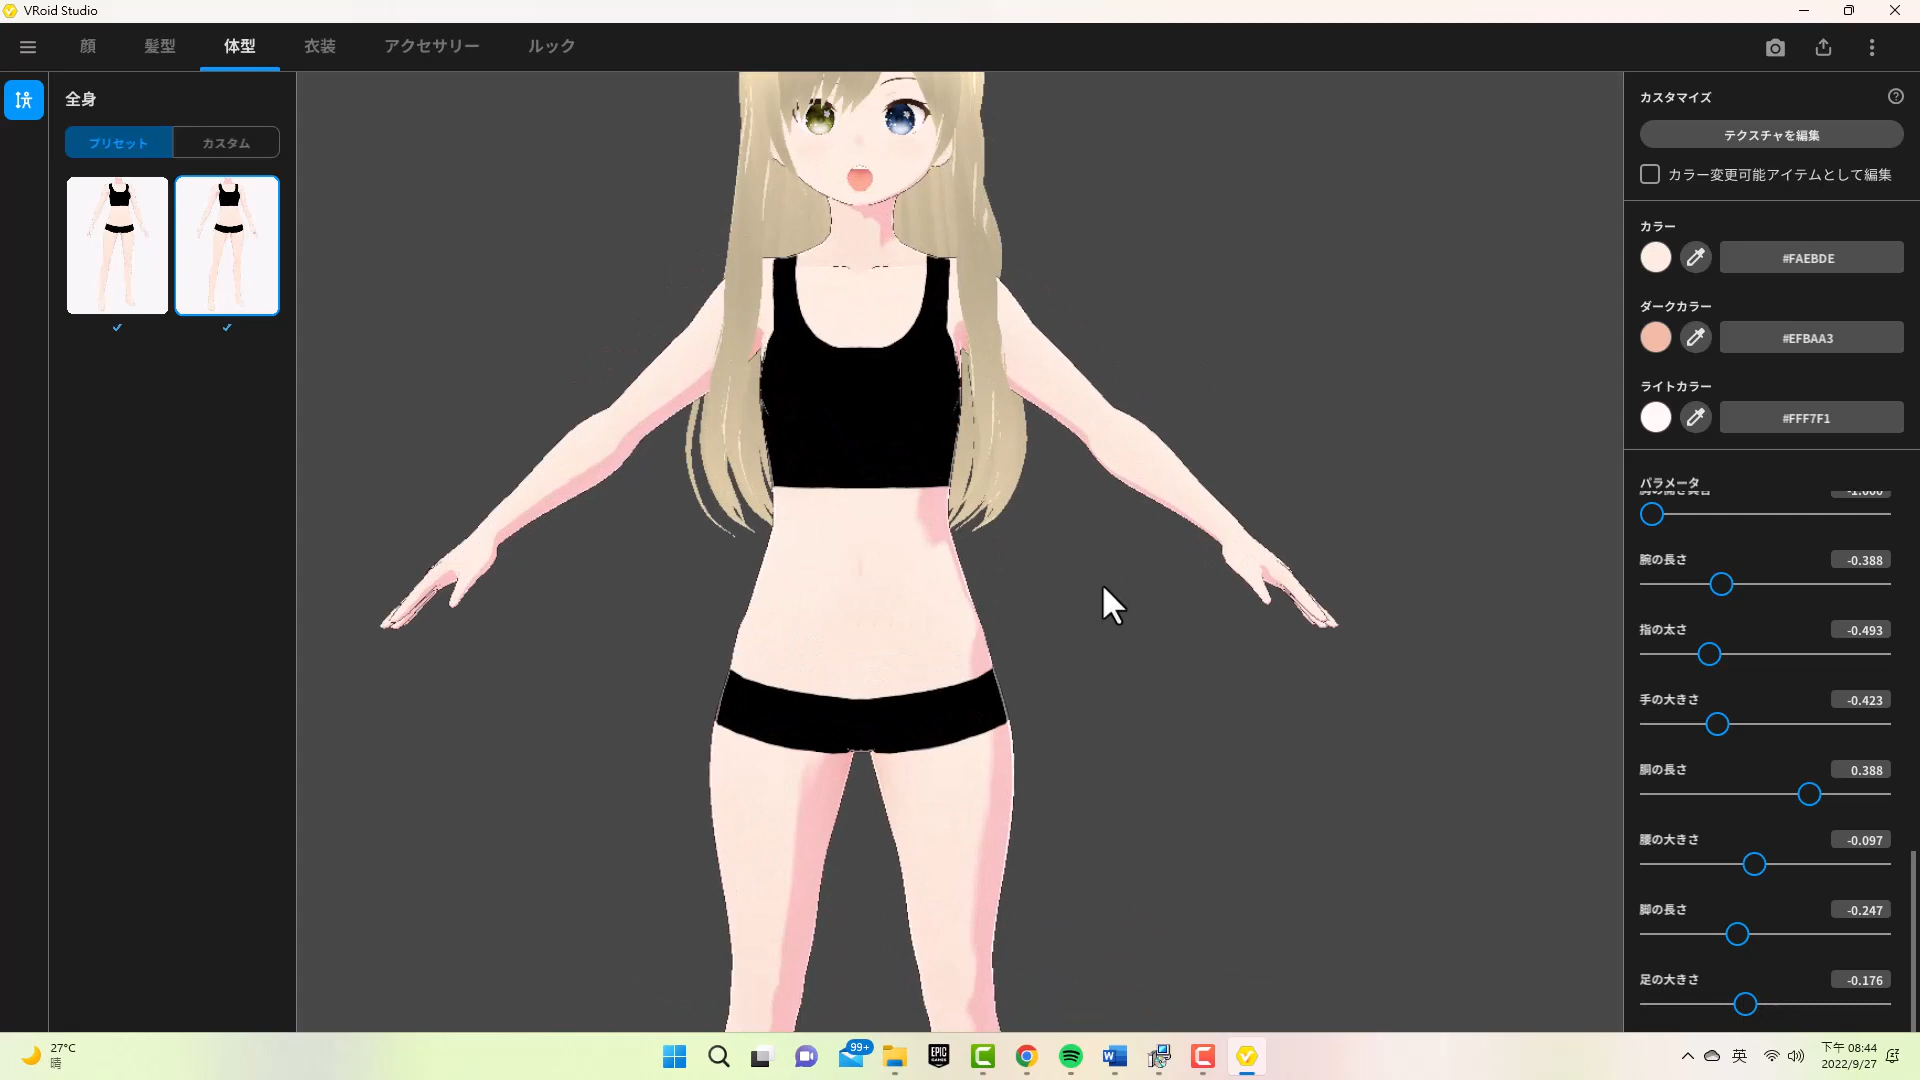 VRoid Studio
顔
髪型
体型
衣装
アクセサリー
ルック
全身
プリセット
カスタム
カスタマイズ
テクスチャを編集
カラー変更可能アイテムとして編集
カラー
#FAEBDE
ダークカラー
#EFBAA3
ライトカラー
#FFF7F1
パラメータ
-1.000
腕の長さ
-0.388
指の太さ
-0.493
手の大きさ
-0.423
胴の長さ
0.388
腰の大きさ
-0.097
脚の長さ
-0.247
足の大きさ
-0.176
27°C
晴
99+
EPIC
GAMES
英
下午 08:44
2022/9/27